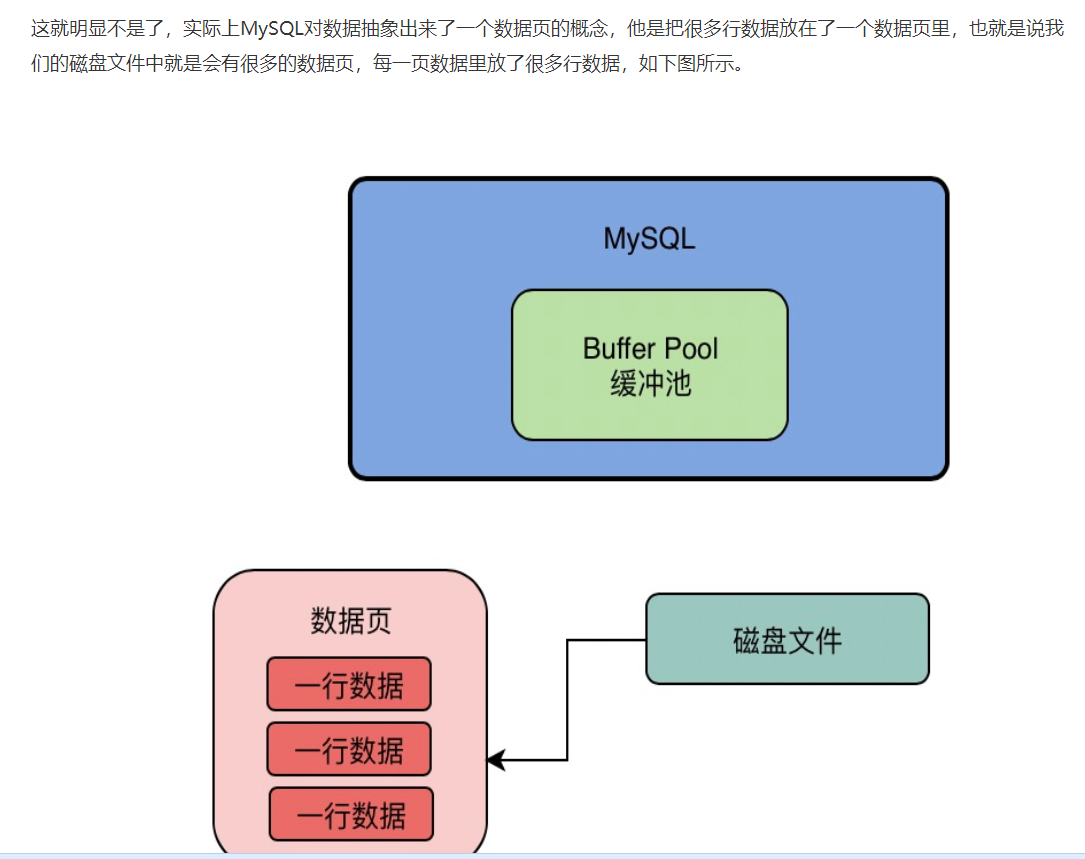 这就明显不是了，实际上MySQL对数据抽象出来了一个数据页的概念，他是把很多行数据放在了一个数据页里，也就是说我
们的磁盘文件中就是会有很多的数据页，每一页数据里放了很多行数据，如下图所示。
MySQL
Buffer Pool
缓冲池
数据页
一行数据
一行数据
一行数据
磁盘文件